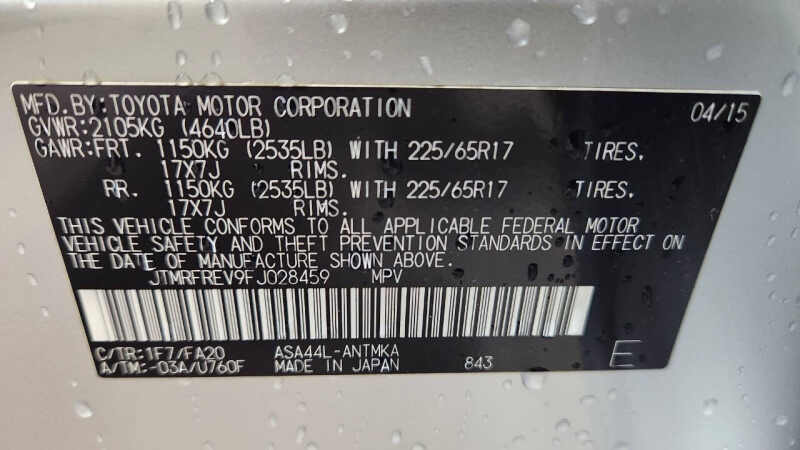 MFD.BY:TOYOTA MOTOR CORPORATION 04/15
GVWR:2105KG (4640LB)
GAWR:FRT. 1150KG (2535LB) WITH 225/65R17 TIRES,
17X7J RIMS.
RR. 1150KG (2535LB) WITH 225/65R17 TIRES,
17X7J RIMS.
THIS VEHICLE CONFORMS TO ALL APPLICABLE FEDERAL MOTOR
VEHICLE SAFETY AND THEFT PREVENTION STANDARDS IN EFFECT ON
THE DATE OF MANUFACTURE SHOWN ABOVE.
JTMRFREV9FJ028459 MPV
C/TR:1F7/FA20 ASA44L-ANTMKA
A/TM:-03A/U760F MADE IN JAPAN 843 E